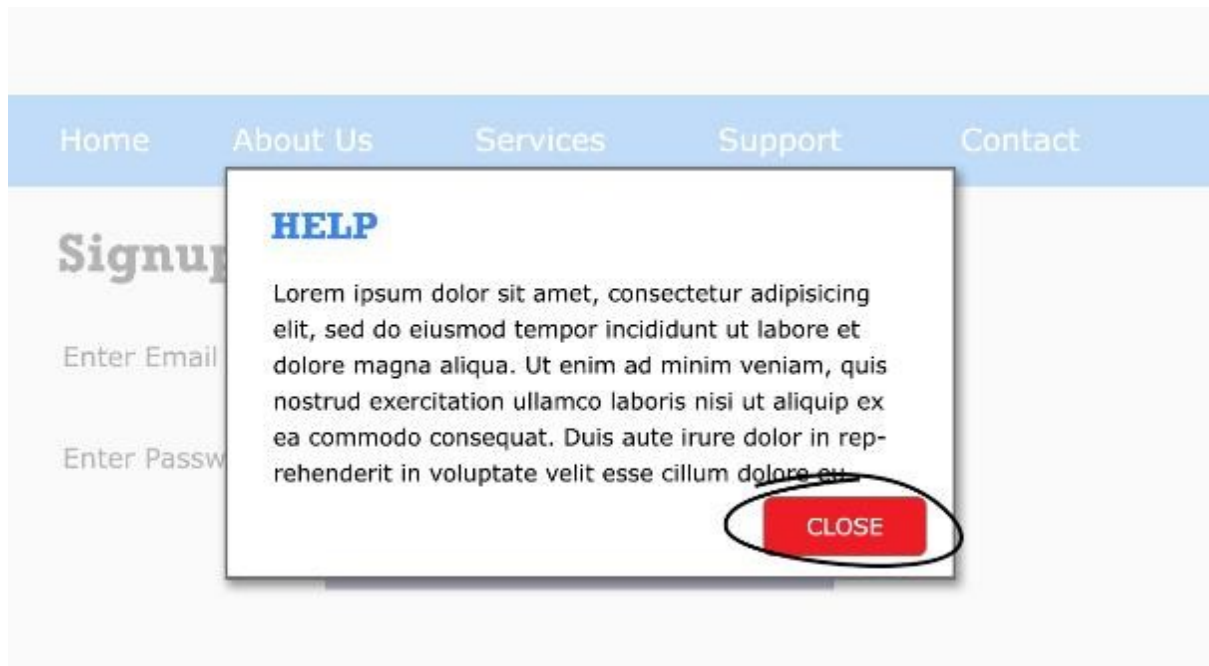 Home About Us Services Support Contact
Signup
HELP
Lorem ipsum dolor sit amet, consectetur adipisicing
elit, sed do eiusmod tempor incididunt ut labore et
dolore magna aliqua. Ut enim ad minim veniam, quis
nostrud exercitation ullamco laboris nisi ut aliquip ex
ea commodo consequat. Duis aute irure dolor in rep-
rehenderit in voluptate velit esse cillum dolore eu
Enter Email
Enter Passw
CLOSE